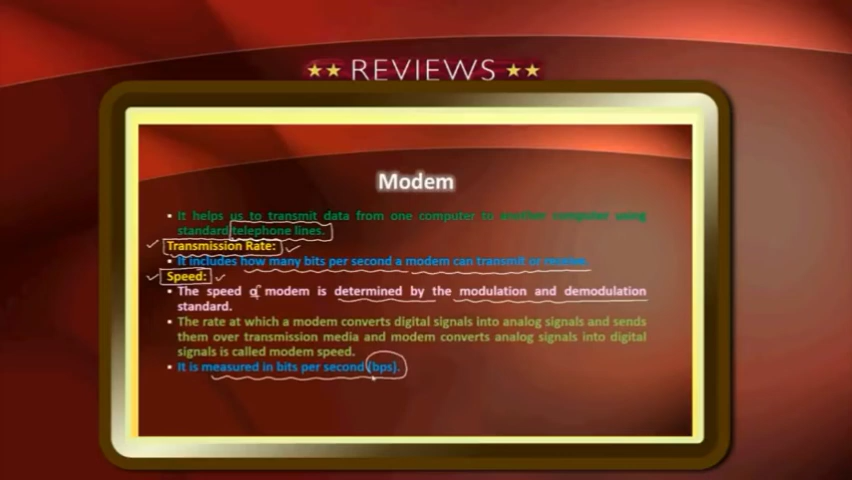 ★★ REVIEWS ★★
Modem
▪ It helps us to transmit data from one computer to another computer using
standard telephone lines.
Transmission Rate:
▪ It includes how many bits per second a modem can transmit or receive.
Speed:
▪ The speed of modem is determined by the modulation and demodulation
standard.
▪ The rate at which a modem converts digital signals into analog signals and sends
them over transmission media and modem converts analog signals into digital
signals is called modem speed.
▪ It is measured in bits per second (bps).